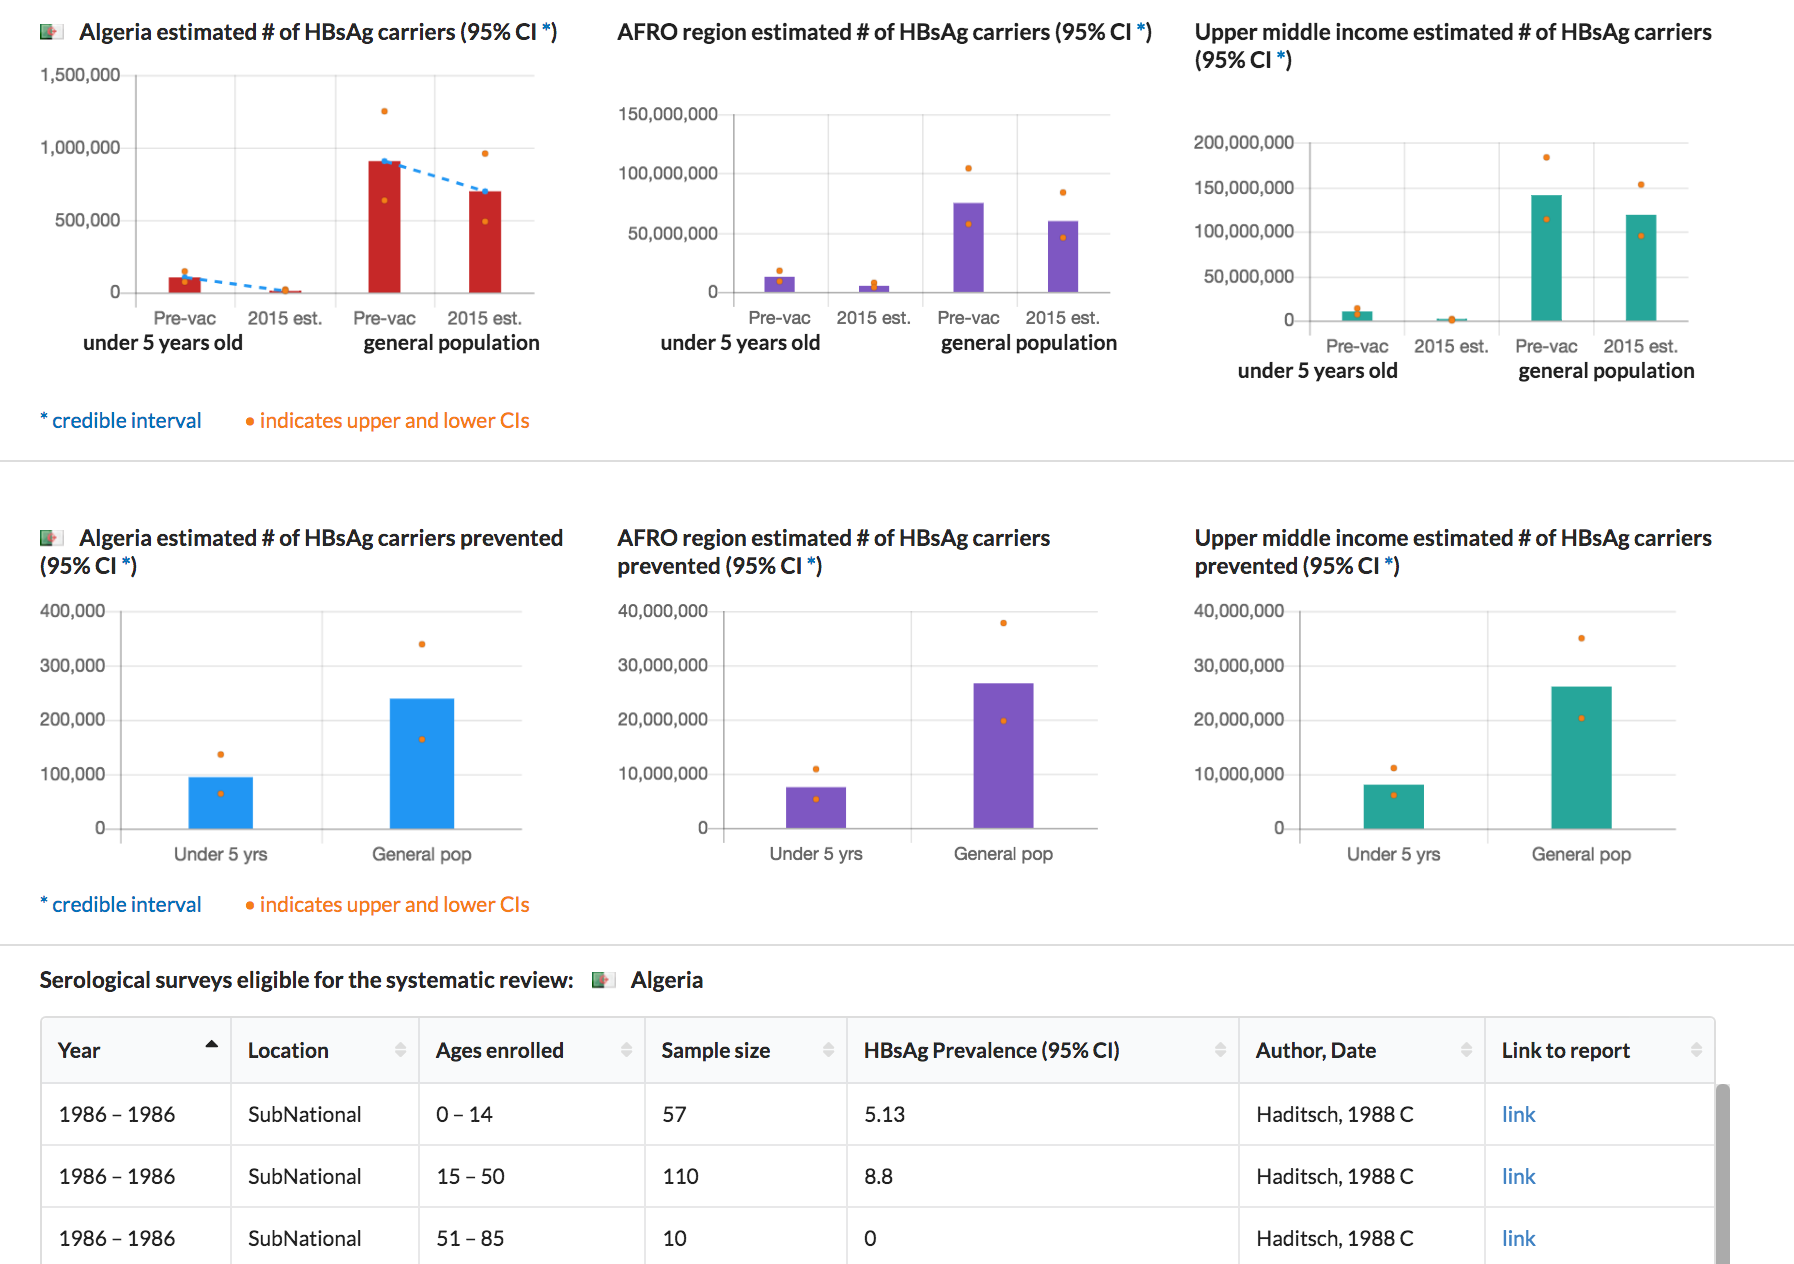 Algeria estimated # of HBsAg carriers (95% CI *)
1,500,000
1,000,000
500,000
0
Pre-vac 2015 est. Pre-vac 2015 est.
under 5 years old general population
AFRO region estimated # of HBsAg carriers (95% CI *)
150,000,000
100,000,000
50,000,000
0
Pre-vac 2015 est. Pre-vac 2015 est.
under 5 years old general population
Upper middle income estimated # of HBsAg carriers
(95% CI *)
200,000,000
150,000,000
100,000,000
50,000,000
0
Pre-vac 2015 est. Pre-vac 2015 est.
under 5 years old general population
* credible interval • indicates upper and lower CIs
Algeria estimated # of HBsAg carriers prevented
(95% CI *)
400,000
300,000
200,000
100,000
0
Under 5 yrs General pop
AFRO region estimated # of HBsAg carriers
prevented (95% CI *)
40,000,000
30,000,000
20,000,000
10,000,000
0
Under 5 yrs General pop
Upper middle income estimated # of HBsAg carriers
prevented (95% CI *)
40,000,000
30,000,000
20,000,000
10,000,000
0
Under 5 yrs General pop
* credible interval • indicates upper and lower CIs
Serological surveys eligible for the systematic review: Algeria
Year Location Ages enrolled Sample size HBsAg Prevalence (95% CI) Author, Date Link to report
1986 – 1986 SubNational 0 – 14 57 5.13 Haditsch, 1988 C link
1986 – 1986 SubNational 15 – 50 110 8.8 Haditsch, 1988 C link
1986 – 1986 SubNational 51 – 85 10 0 Haditsch, 1988 C link